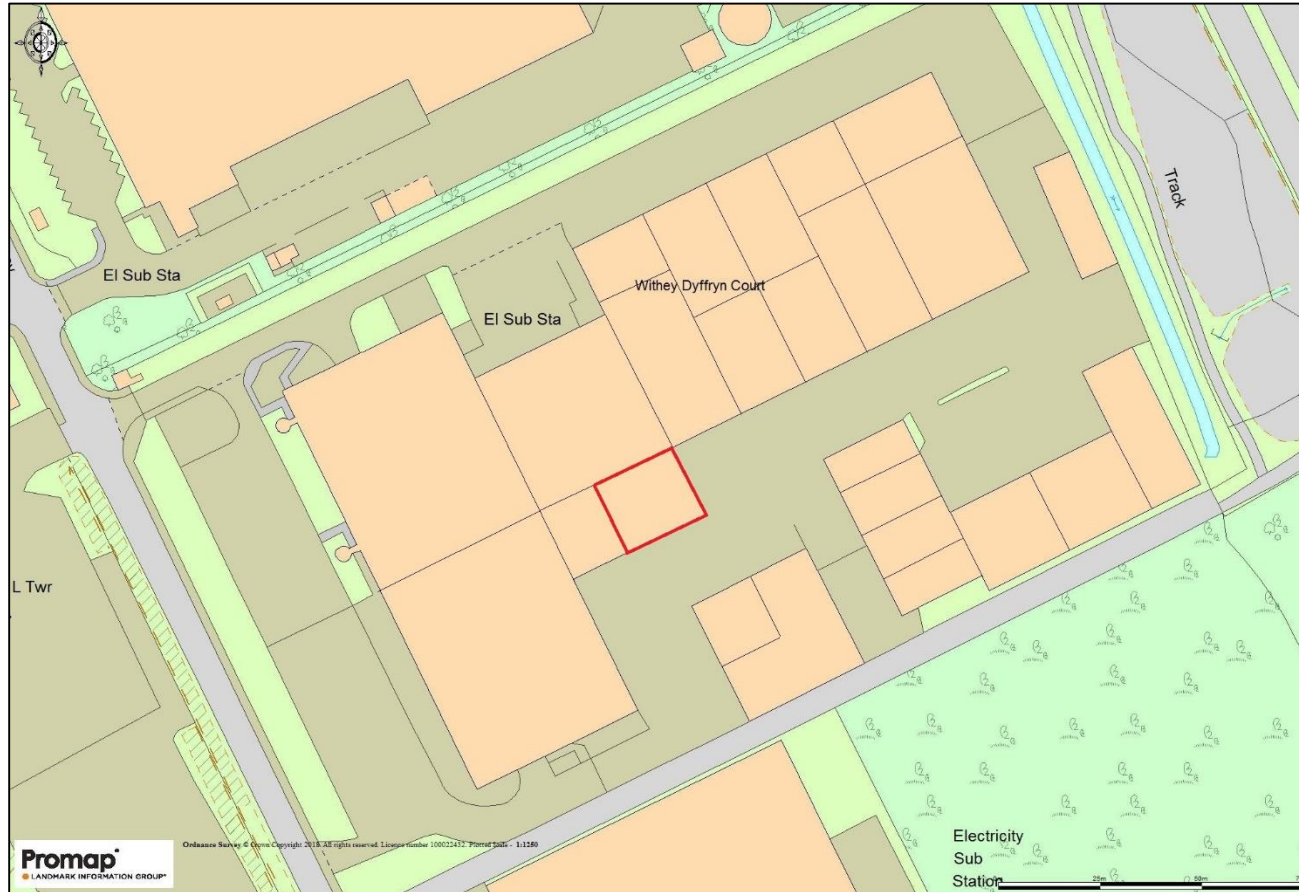 El Sub Sta
Track
Withey Dyffryn Court
El Sub Sta
L Twr
Electricity
Sub
Station
25m
50m
Promap
LANDMARK INFORMATION GROUP
Ordnance Survey © Crown Copyright 2018. All rights reserved. Licence number 100022432. Plotted Scale - 1:1250